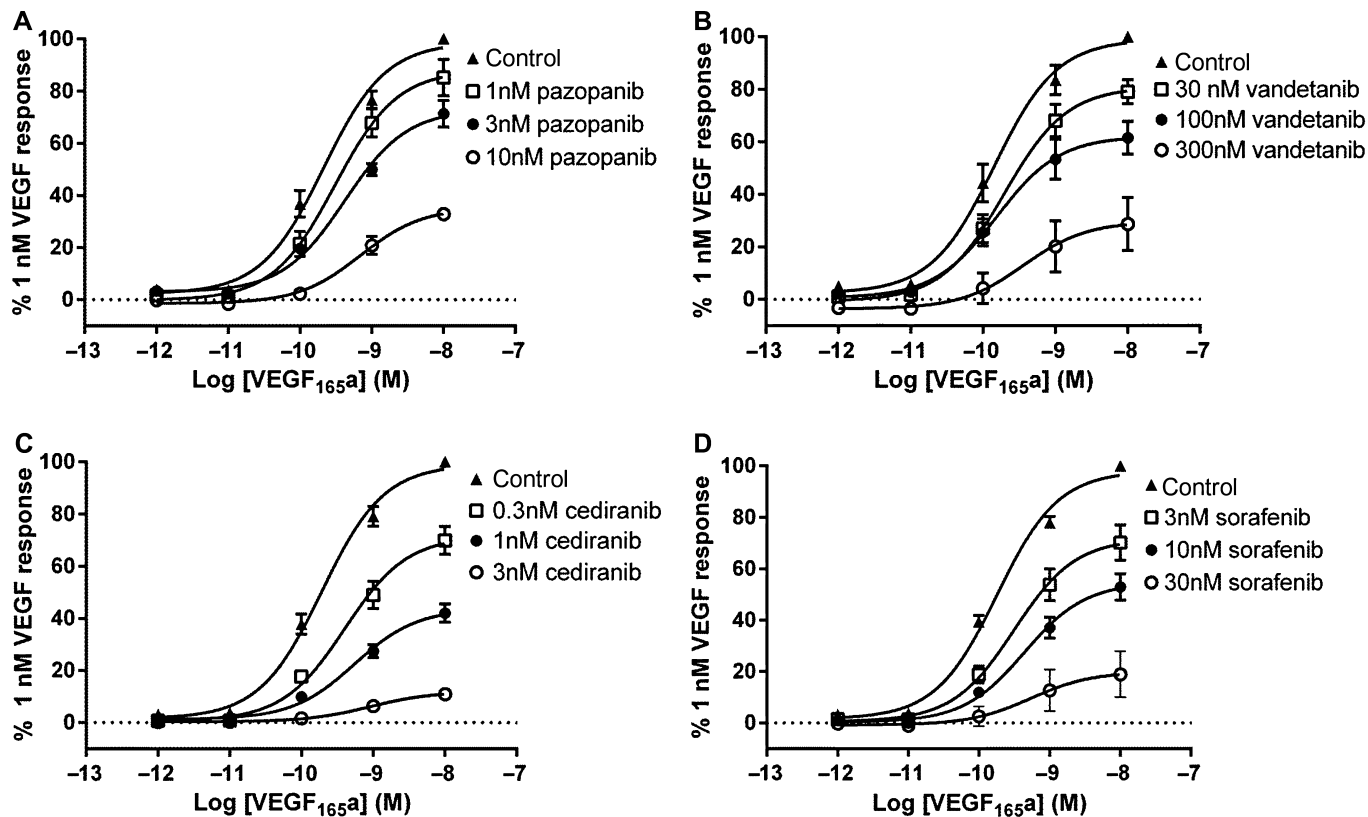 A
% 1 nM VEGF response
100
80
60
40
20
0
–13 –12 –11 –10 –9 –8 –7
Log [VEGF₁₆₅a] (M)
Control
1nM pazopanib
3nM pazopanib
10nM pazopanib
B
% 1 nM VEGF response
100
80
60
40
20
0
–13 –12 –11 –10 –9 –8 –7
Log [VEGF₁₆₅a] (M)
Control
30 nM vandetanib
100nM vandetanib
300nM vandetanib
C
% 1 nM VEGF response
100
80
60
40
20
0
–13 –12 –11 –10 –9 –8 –7
Log [VEGF₁₆₅a] (M)
Control
0.3nM cediranib
1nM cediranib
3nM cediranib
D
% 1 nM VEGF response
100
80
60
40
20
0
–13 –12 –11 –10 –9 –8 –7
Log [VEGF₁₆₅a] (M)
Control
3nM sorafenib
10nM sorafenib
30nM sorafenib